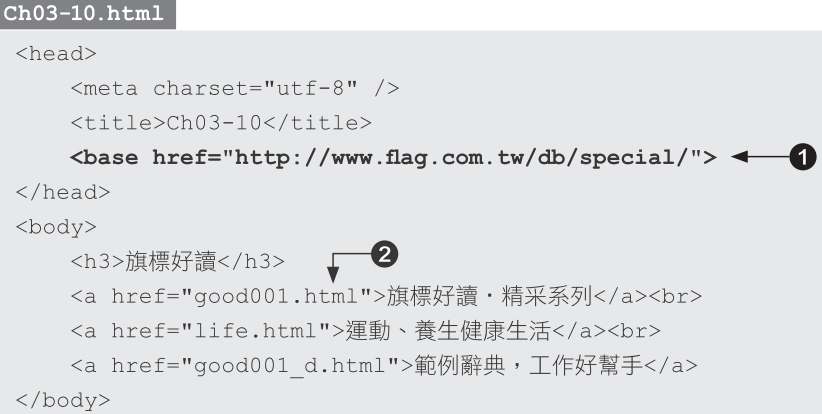 Ch03-10.html
<head>
<meta charset="utf-8" />
<title>Ch03-10</title>
<base href="http://www.flag.com.tw/db/special/"> ❶
</head>
<body>
<h3>旗標好讀</h3> ❷
<a href="good001.html">旗標好讀‧精采系列</a><br>
<a href="life.html">運動、養生健康生活</a><br>
<a href="good001_d.html">範例辭典，工作好幫手</a>
</body>